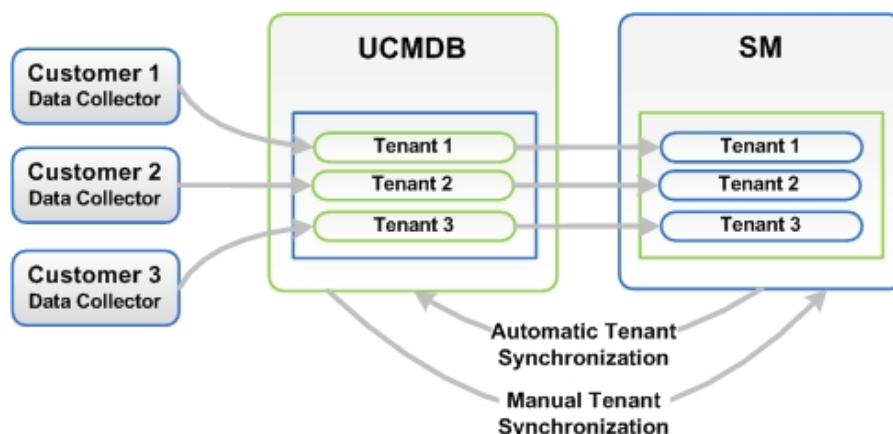 UCMDB
SM
Customer 1
Data Collector
Customer 2
Data Collector
Customer 3
Data Collector
Tenant 1
Tenant 2
Tenant 3
Tenant 1
Tenant 2
Tenant 3
Automatic Tenant
Synchronization
Manual Tenant
Synchronization